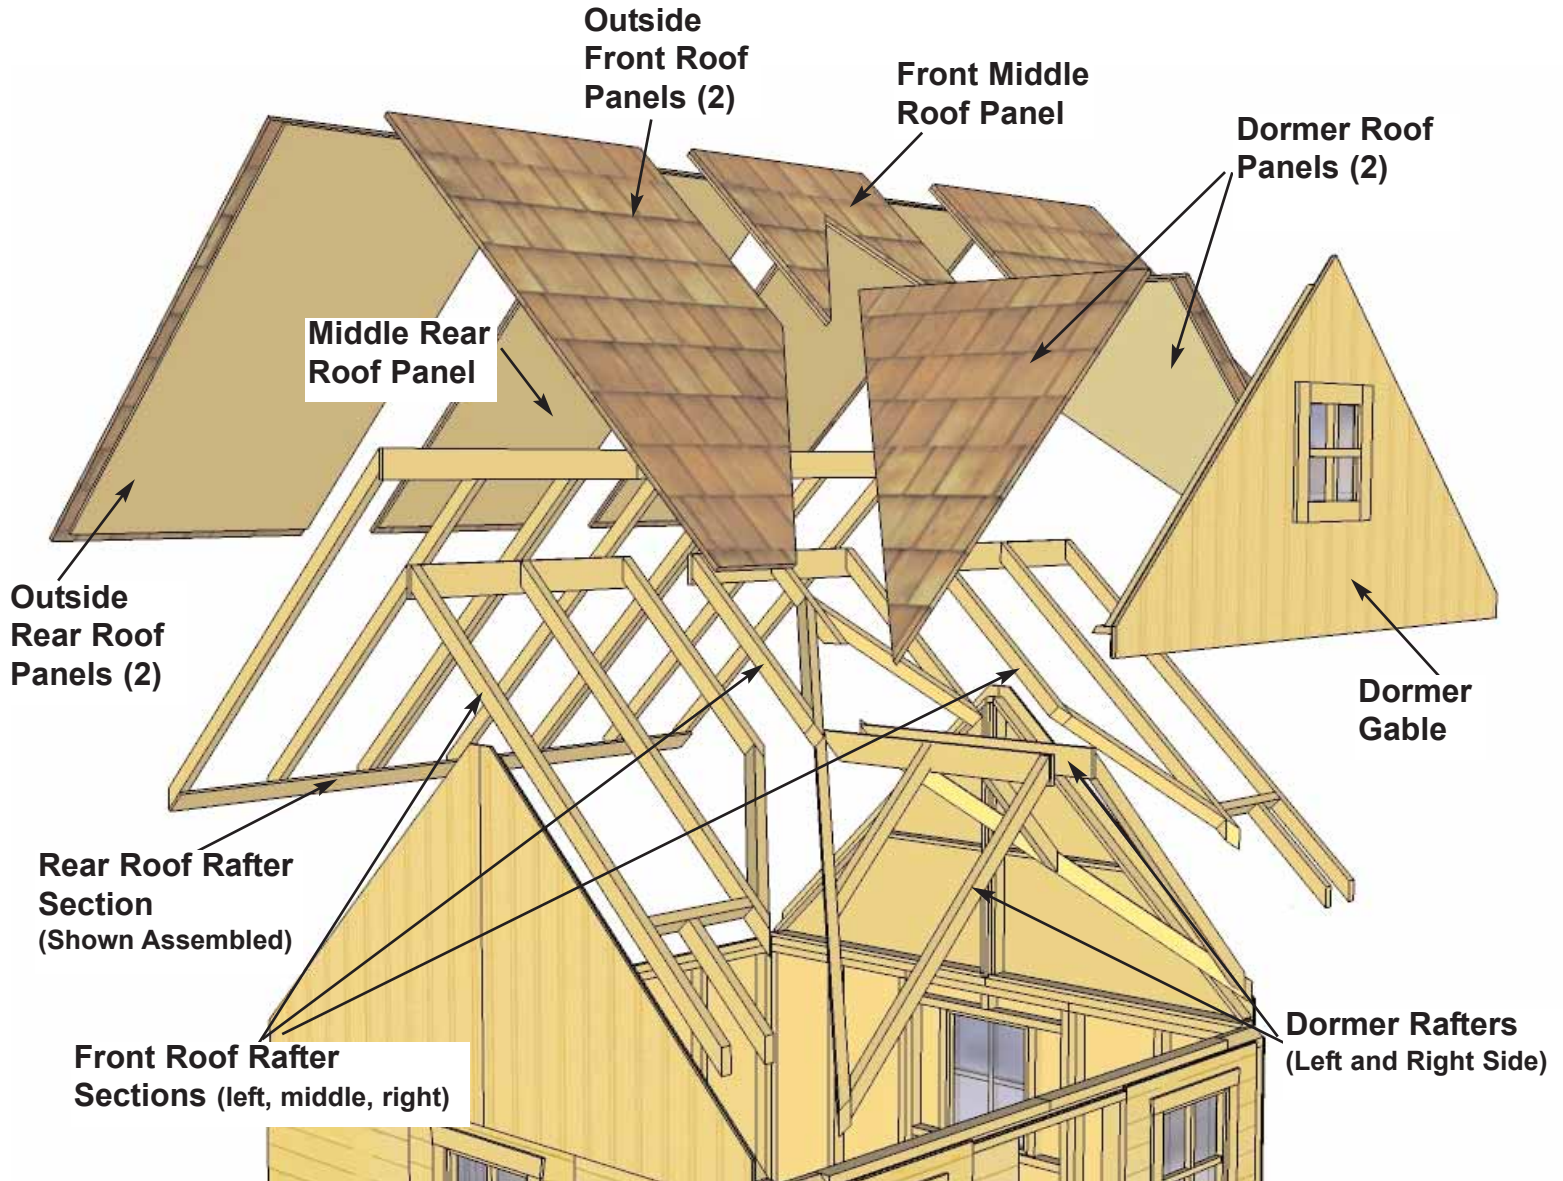 Outside
Front Roof
Panels (2)
Front Middle
Roof Panel
Dormer Roof
Panels (2)
Middle Rear
Roof Panel
Outside
Rear Roof
Panels (2)
Dormer
Gable
Rear Roof Rafter
Section
(Shown Assembled)
Front Roof Rafter
Sections (left, middle, right)
Dormer Rafters
(Left and Right Side)